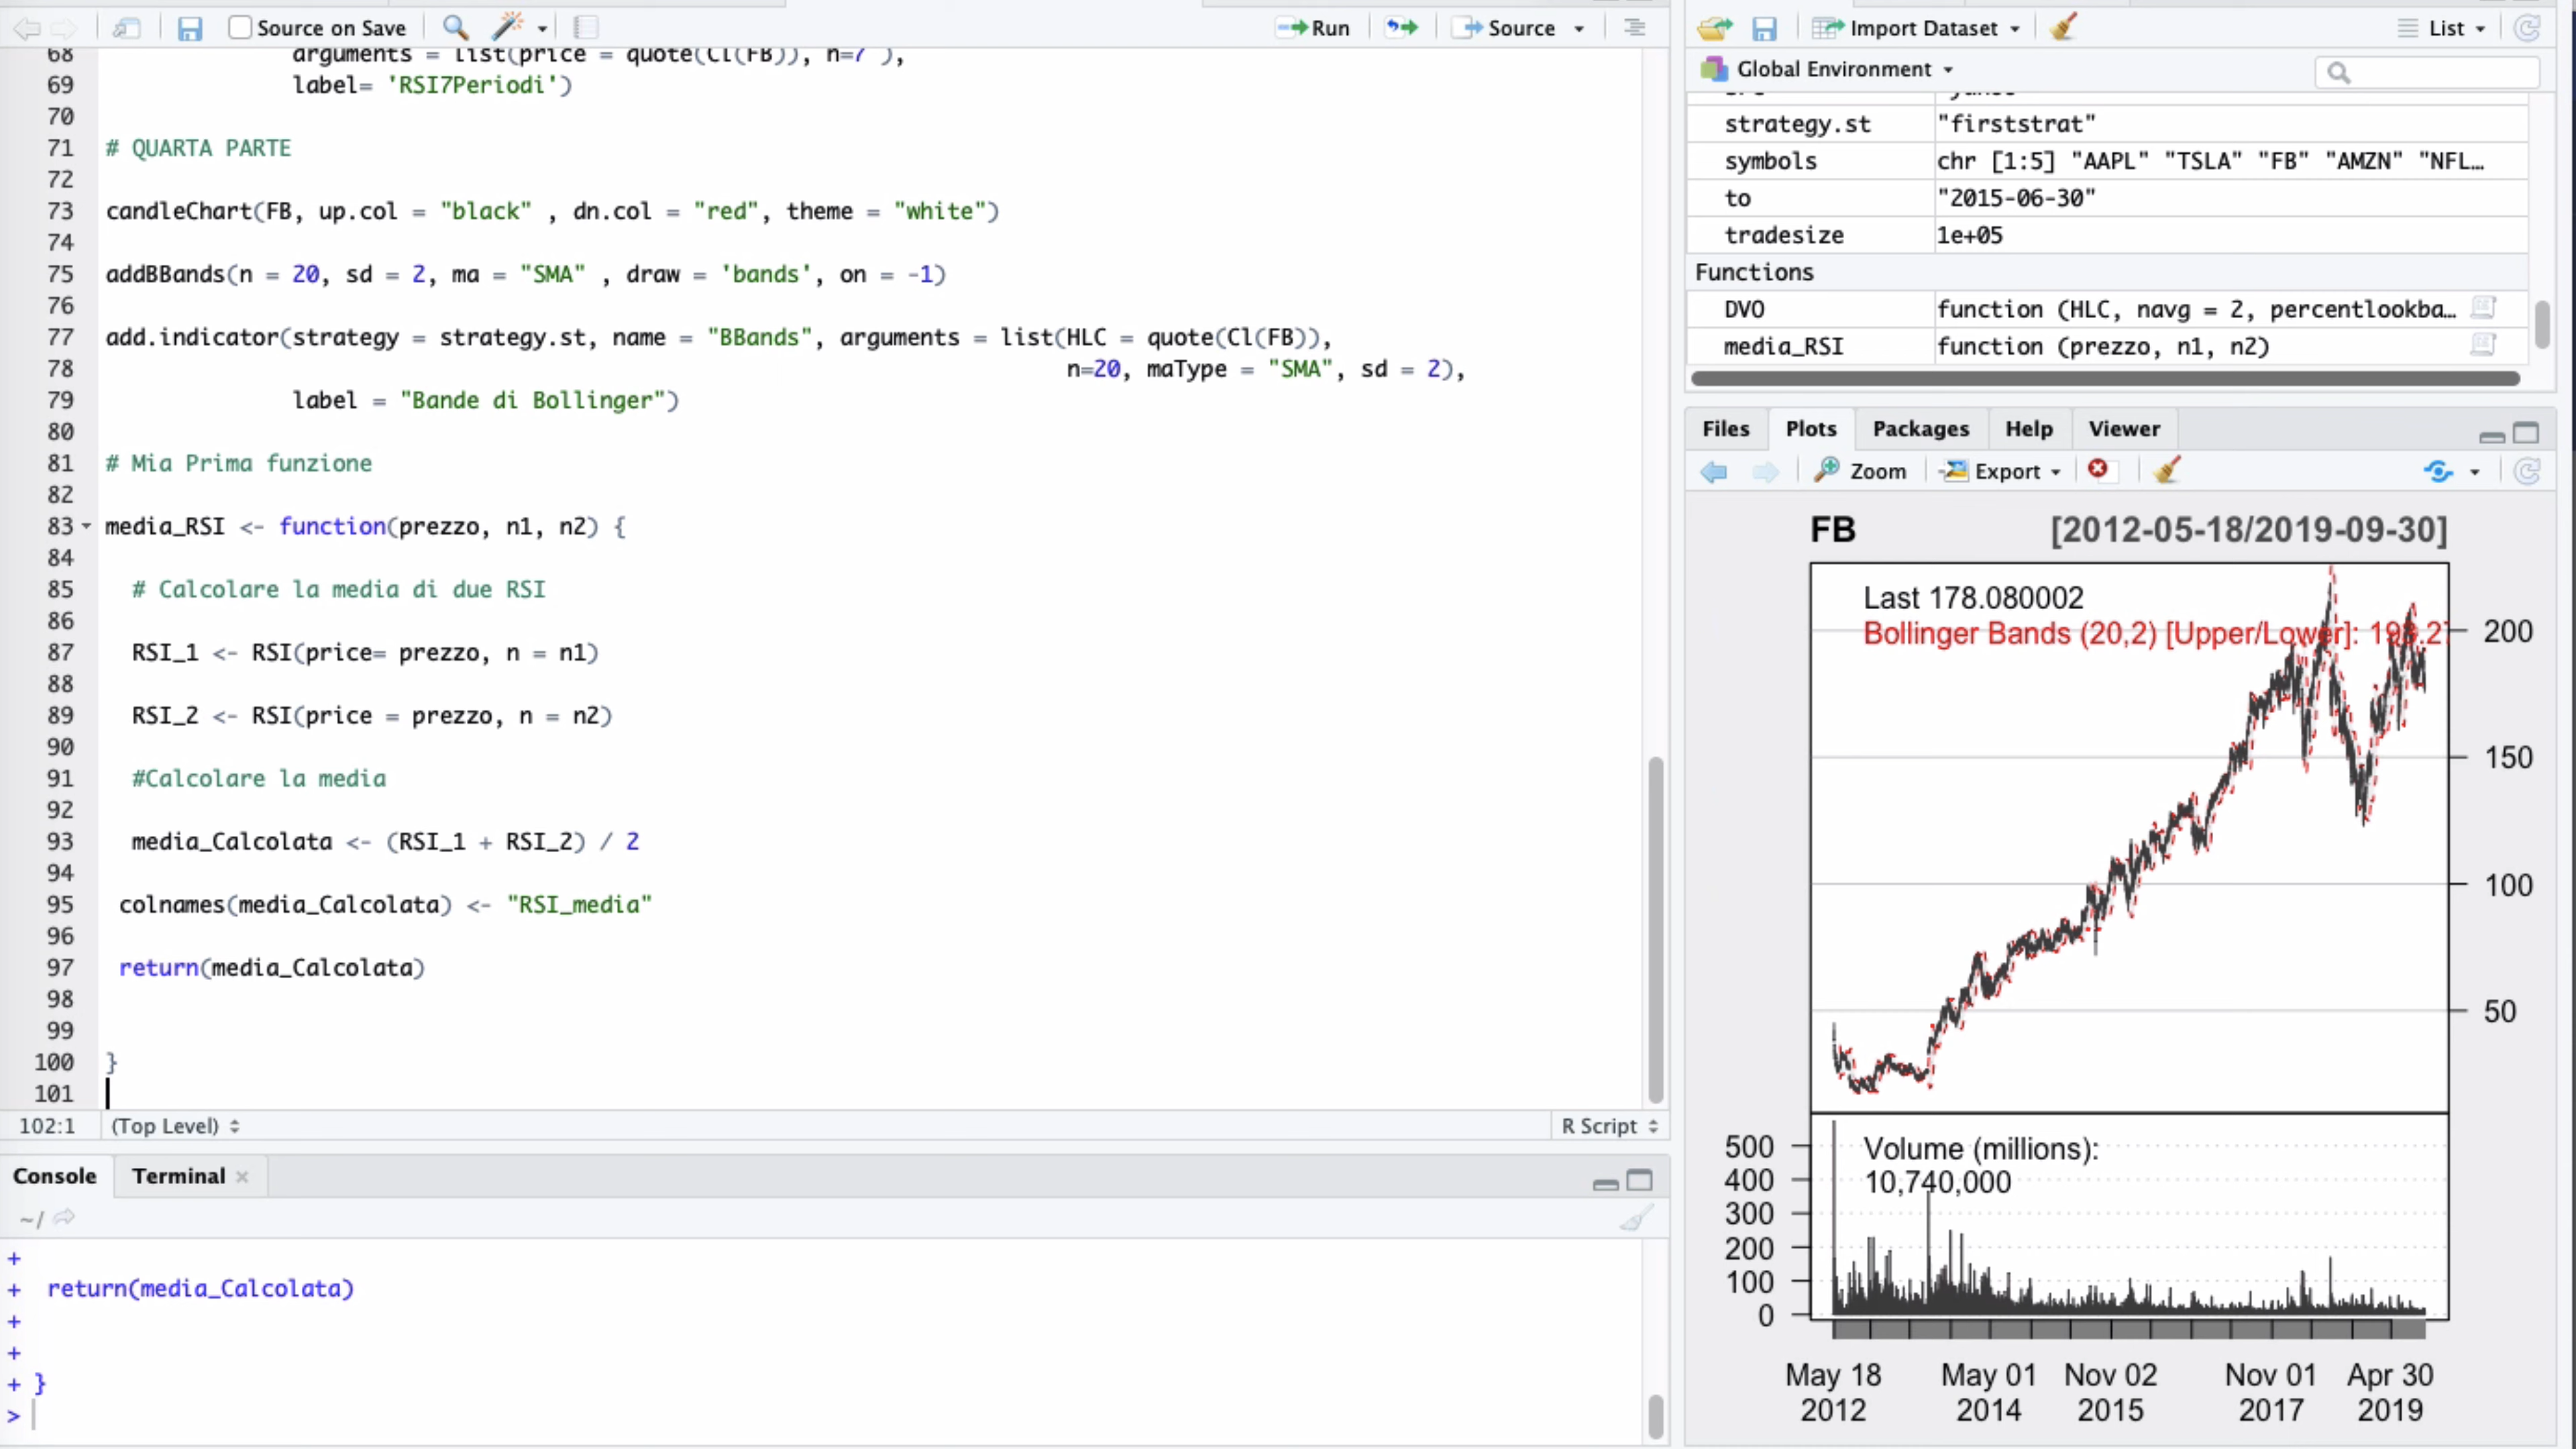 Source on Save
Run
Source
68 arguments = list(price = quote(Cl(FB)), n=7 ),
69 label= 'RSI7Periodi')
70
71 # QUARTA PARTE
72
73 candleChart(FB, up.col = "black" , dn.col = "red", theme = "white")
74
75 addBBands(n = 20, sd = 2, ma = "SMA" , draw = 'bands', on = -1)
76
77 add.indicator(strategy = strategy.st, name = "BBands", arguments = list(HLC = quote(Cl(FB)),
78 n=20, maType = "SMA", sd = 2),
79 label = "Bande di Bollinger")
80
81 # Mia Prima funzione
82
83 media_RSI <- function(prezzo, n1, n2) {
84
85 # Calcolare la media di due RSI
86
87 RSI_1 <- RSI(price= prezzo, n = n1)
88
89 RSI_2 <- RSI(price = prezzo, n = n2)
90
91 #Calcolare la media
92
93 media_Calcolata <- (RSI_1 + RSI_2) / 2
94
95 colnames(media_Calcolata) <- "RSI_media"
96
97 return(media_Calcolata)
98
99
100 }
101
102:1 (Top Level) R Script
Console Terminal
~/
+
+ return(media_Calcolata)
+
+
+ }
>
Import Dataset List
Global Environment
strategy.st "firststrat"
symbols chr [1:5] "AAPL" "TSLA" "FB" "AMZN" "NFL…
to "2015-06-30"
tradesize 1e+05
Functions
DVO function (HLC, navg = 2, percentlookba…
media_RSI function (prezzo, n1, n2)
Files Plots Packages Help Viewer
Zoom Export
FB [2012-05-18/2019-09-30]
Last 178.080002
Bollinger Bands (20,2) [Upper/Lower]:
200
150
100
50
Volume (millions):
10,740,000
500
400
300
200
100
0
May 18 May 01 Nov 02 Nov 01 Apr 30
2012 2014 2015 2017 2019